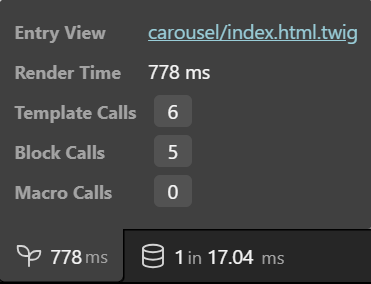 Entry View carousel/index.html.twig
Render Time 778 ms
Template Calls 6
Block Calls 5
Macro Calls 0
778 ms 1 in 17.04 ms